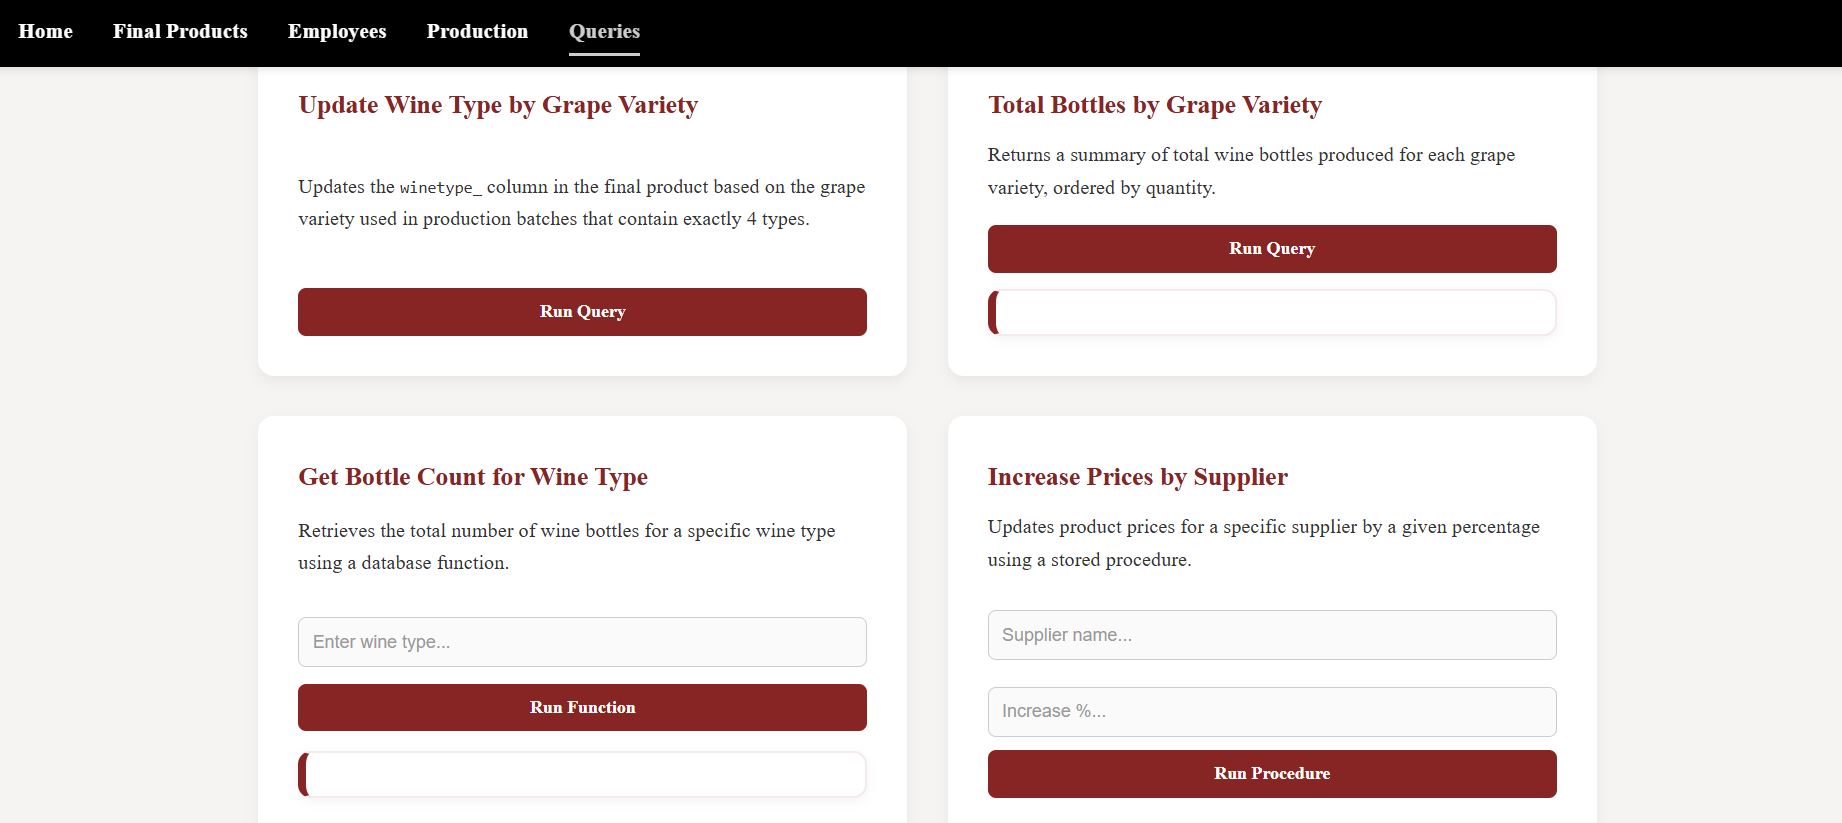 Home Final Products Employees Production Queries
Update Wine Type by Grape Variety
Updates the winetype_ column in the final product based on the grape
variety used in production batches that contain exactly 4 types.
Run Query
Total Bottles by Grape Variety
Returns a summary of total wine bottles produced for each grape
variety, ordered by quantity.
Run Query
Get Bottle Count for Wine Type
Retrieves the total number of wine bottles for a specific wine type
using a database function.
Enter wine type...
Run Function
Increase Prices by Supplier
Updates product prices for a specific supplier by a given percentage
using a stored procedure.
Supplier name...
Increase %...
Run Procedure